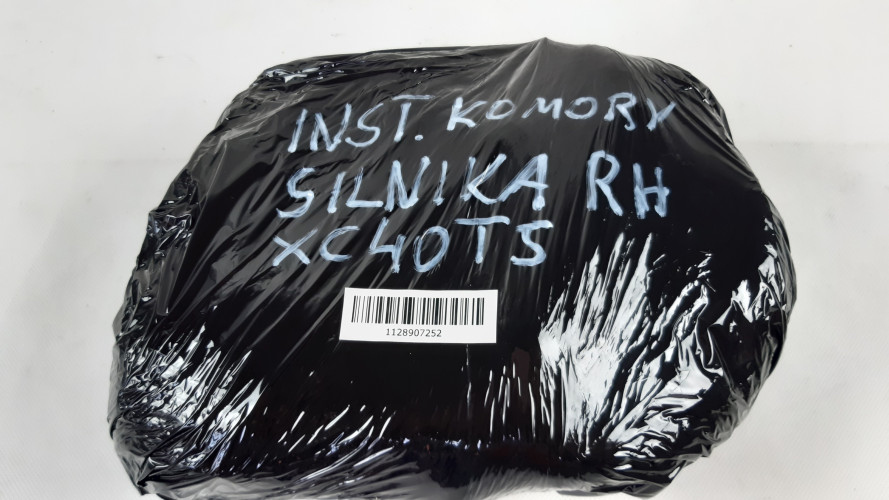 INST. KOMORY
SILNIKA RH
XC40T5
1128907252